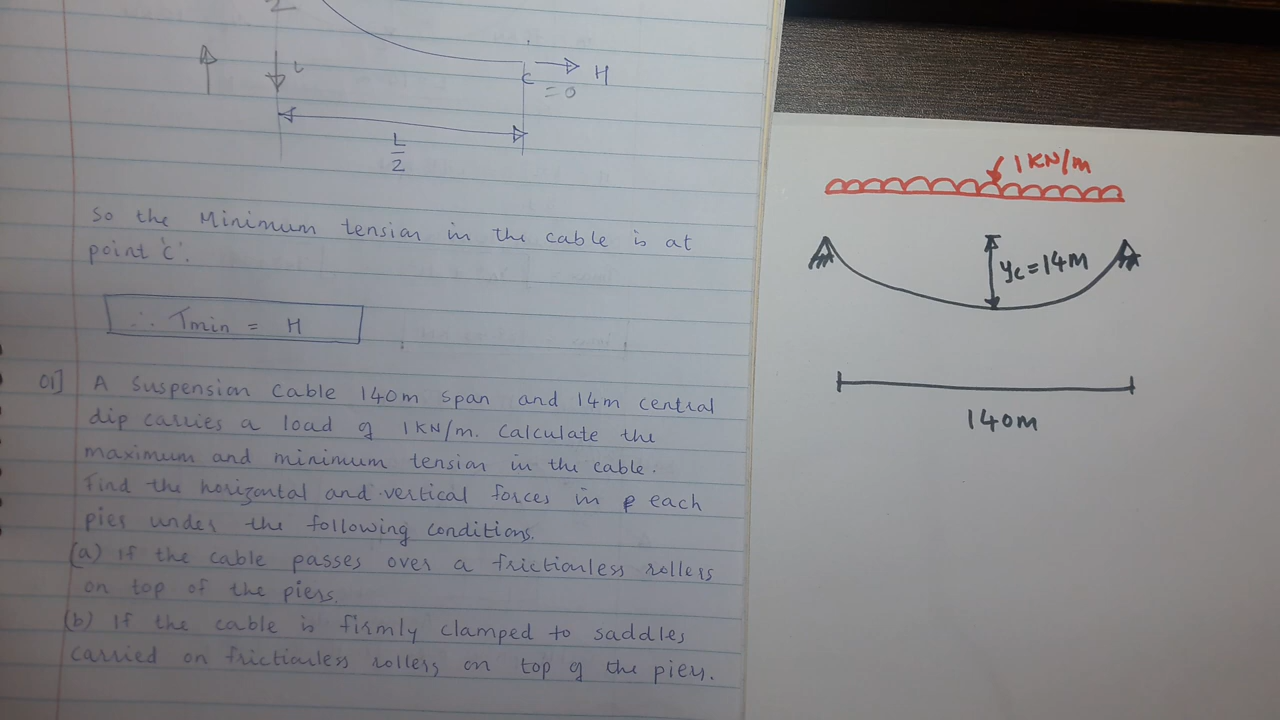 2
C
H
= 0
L
2
So the Minimum tension in the cable is at
point 'C'.
∴ Tmin = H
01] A Suspension Cable 140m span and 14m central
dip carries a load of 1KN/m. Calculate the
maximum and minimum tension in the cable.
Find the horizontal and vertical forces in each
pier under the following conditions.
(a) If the cable passes over a frictionless rollers
on top of the piers.
(b) If the cable is firmly clamped to saddles
carried on frictionless rollers on top of the piers.
1KN/m
yc=14M
140M